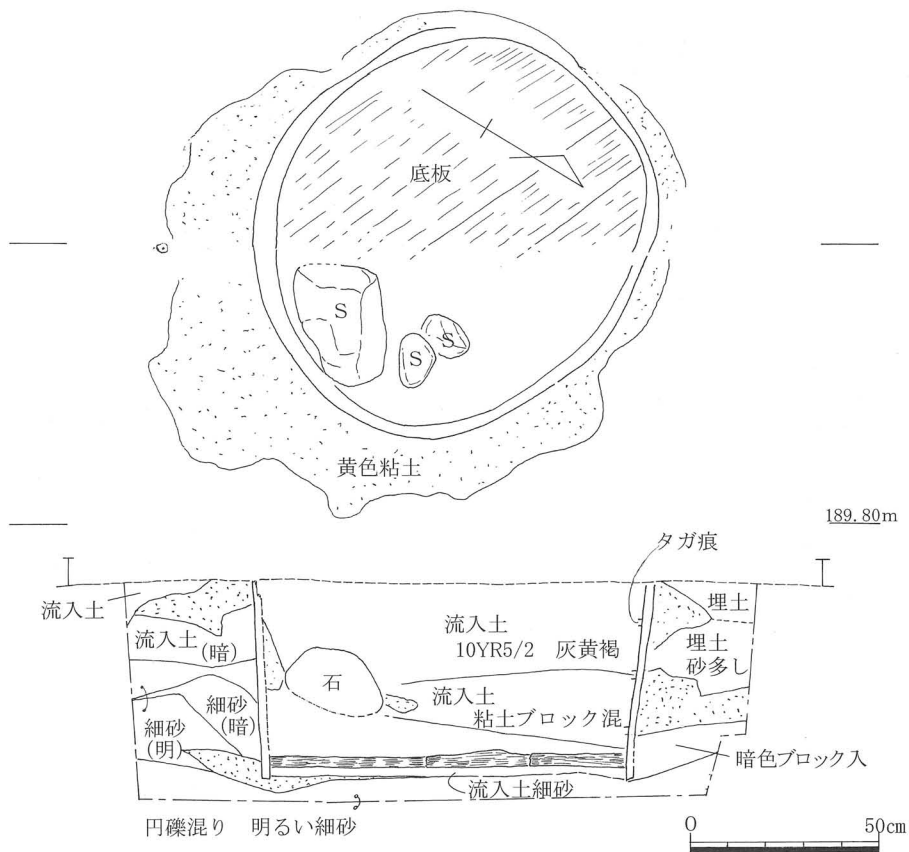 底板
S
S
S
黄色粘土
189.80m
タガ痕
流入土
流入土
(暗)
流入土
10YR5/2 灰黄褐
埋土
埋土
砂多し
石
流入土
粘土ブロック混
細砂
(暗)
細砂
(明)
暗色ブロック入
流入土細砂
円礫混り 明るい細砂
0 50cm